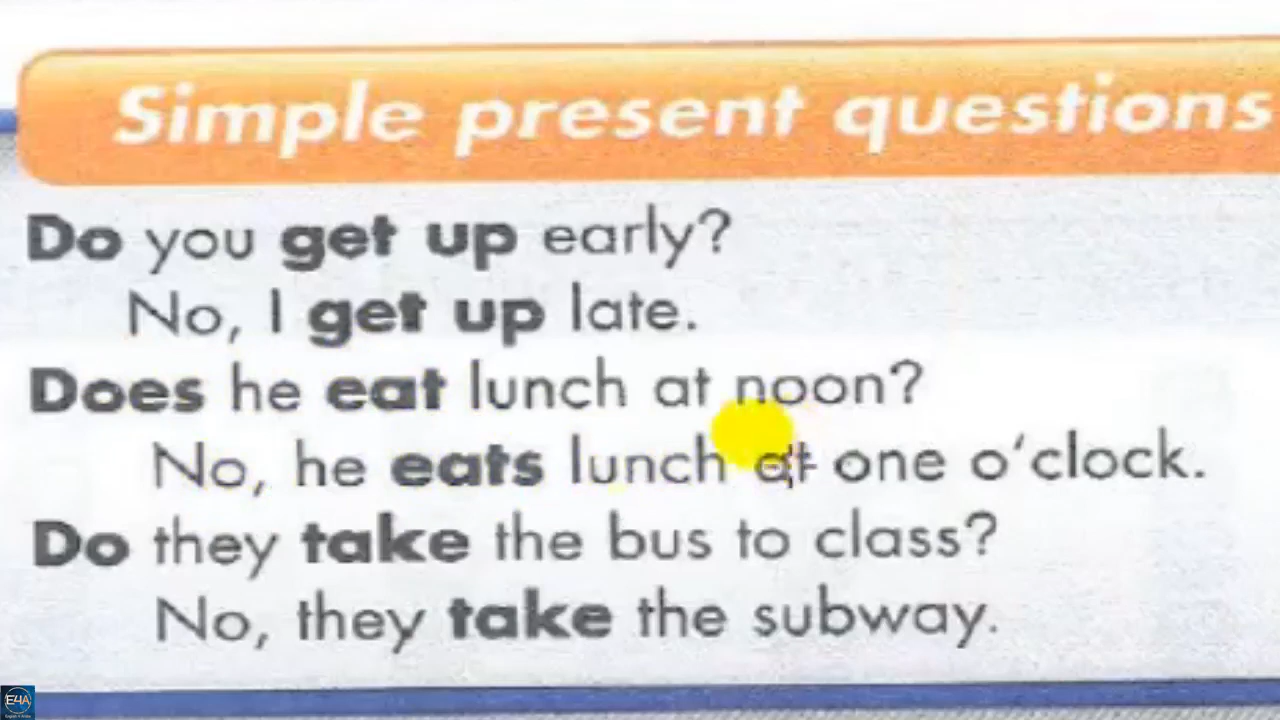 Simple present questions
Do you get up early?
No, I get up late.
Does he eat lunch at noon?
No, he eats lunch at one o'clock.
Do they take the bus to class?
No, they take the subway.
E4A